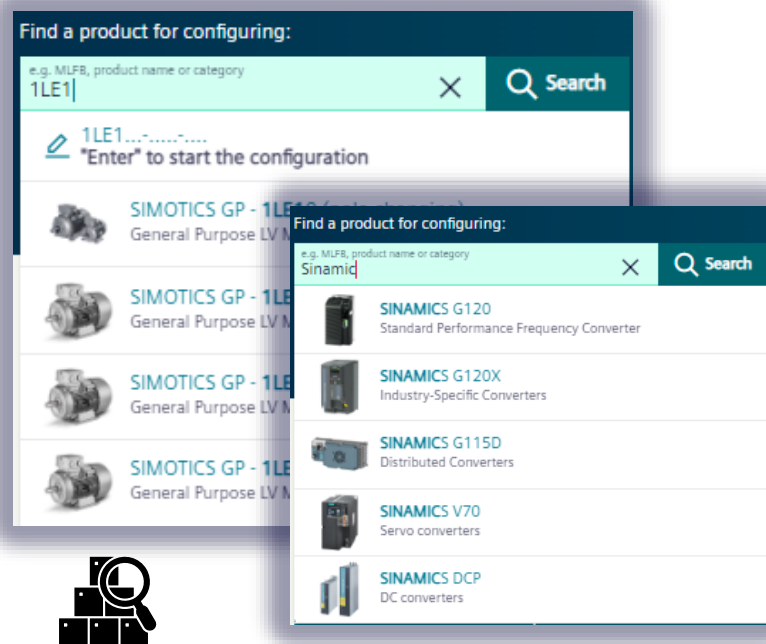 Find a product for configuring:
e.g. MLFB, product name or category
1LE1
Search
1LE1...-.....-....
"Enter" to start the configuration
SIMOTICS GP - 1LE10 (pole changing)
General Purpose LV M
SIMOTICS GP - 1LE
General Purpose LV M
SIMOTICS GP - 1LE
General Purpose LV M
SIMOTICS GP - 1LE
General Purpose LV M
Find a product for configuring:
e.g. MLFB, product name or category
Sinamic
Search
SINAMICS G120
Standard Performance Frequency Converter
SINAMICS G120X
Industry-Specific Converters
SINAMICS G115D
Distributed Converters
SINAMICS V70
Servo converters
SINAMICS DCP
DC converters